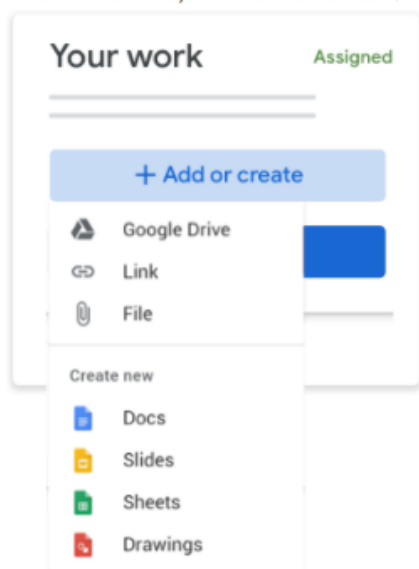 Your work
Assigned
+ Add or create
Google Drive
Link
File
Create new
Docs
Slides
Sheets
Drawings